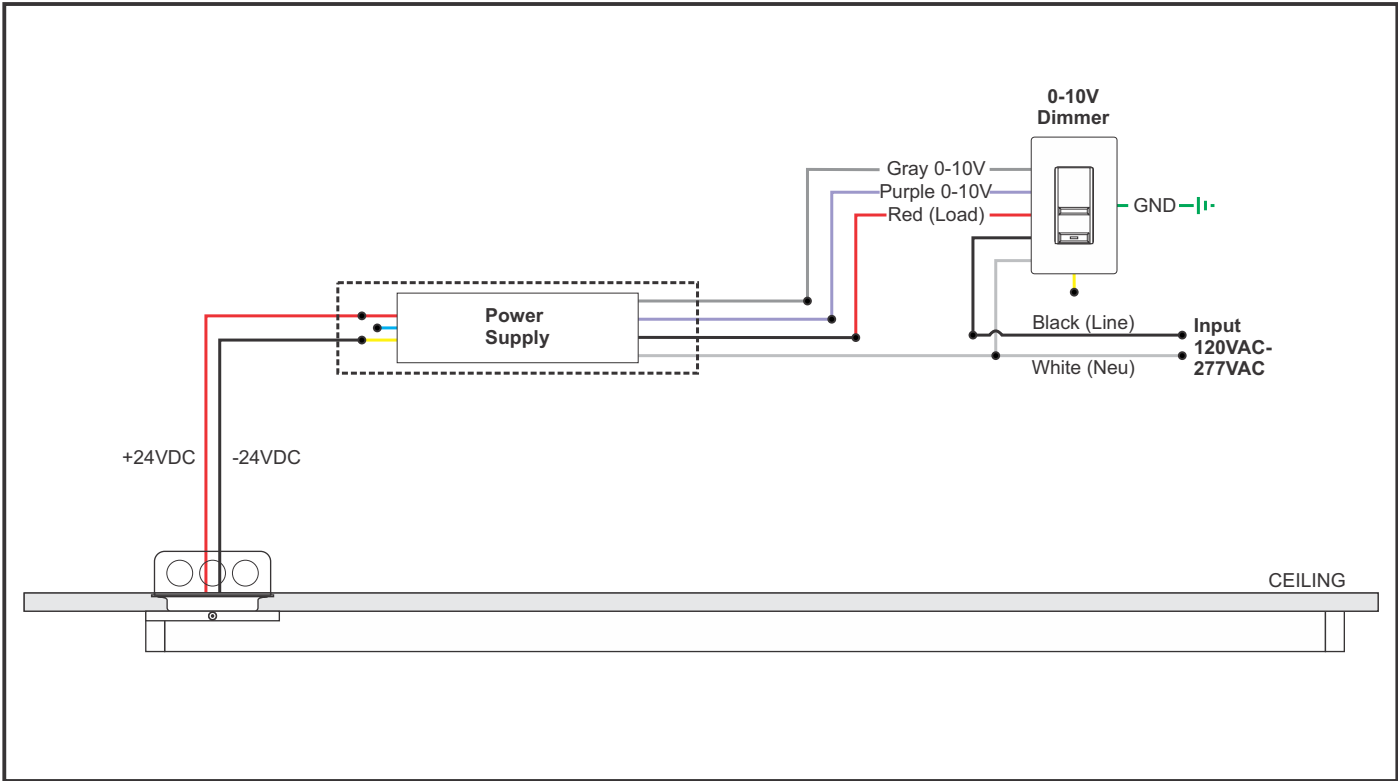 0-10V
Dimmer
Gray 0-10V
Purple 0-10V
Red (Load)
GND
Power
Supply
Black (Line)
White (Neu)
Input
120VAC-
277VAC
+24VDC
-24VDC
CEILING